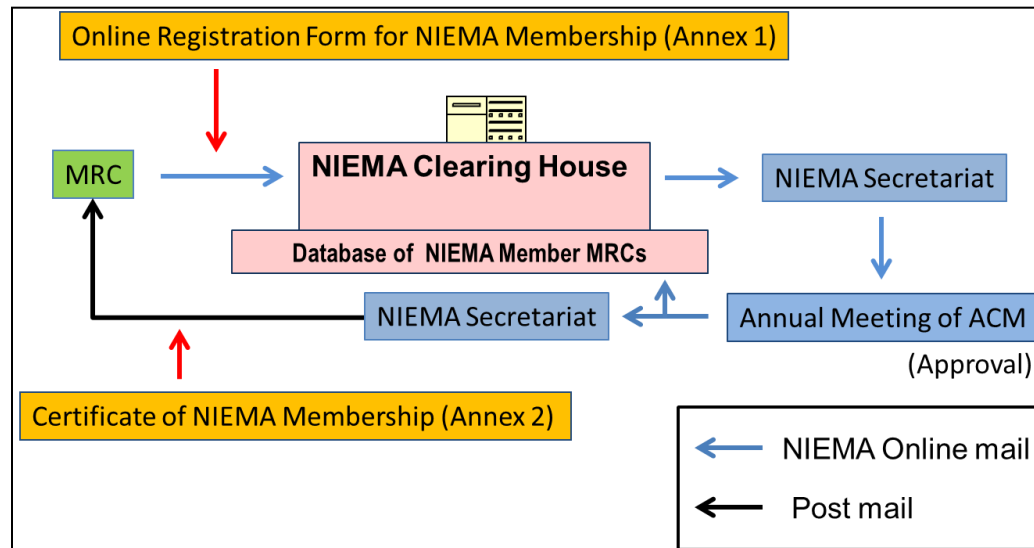 Online Registration Form for NIEMA Membership (Annex 1)
MRC
NIEMA Clearing House
NIEMA Secretariat
Database of NIEMA Member MRCs
NIEMA Secretariat
Annual Meeting of ACM
(Approval)
Certificate of NIEMA Membership (Annex 2)
NIEMA Online mail
Post mail